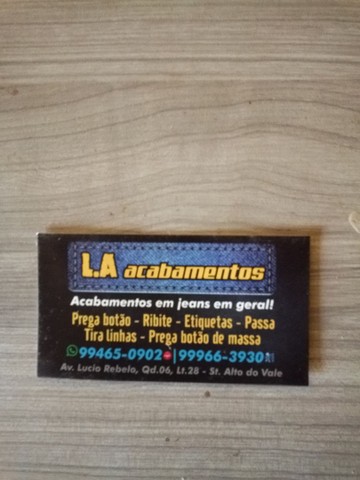 L.A acabamentos
Acabamentos em jeans em geral!
Prega botão - Ribite - Etiquetas - Passa
Tira linhas - Prega botão de massa
99465-0902 | 99966-3930
Av. Lucio Rebelo, Qd.06, Lt.28 - St. Alto do Vale